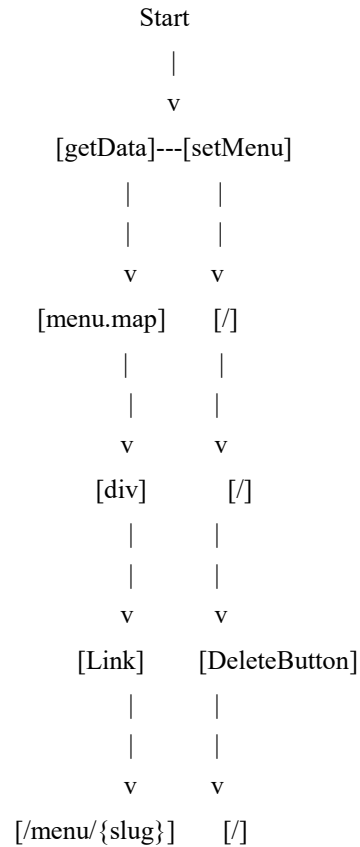 Start
|
v
[getData]---[setMenu]
| |
| |
v v
[menu.map] [/]
| |
| |
v v
[div] [/]
| |
| |
v v
[Link] [DeleteButton]
| |
| |
v v
[/menu/{slug}] [/]